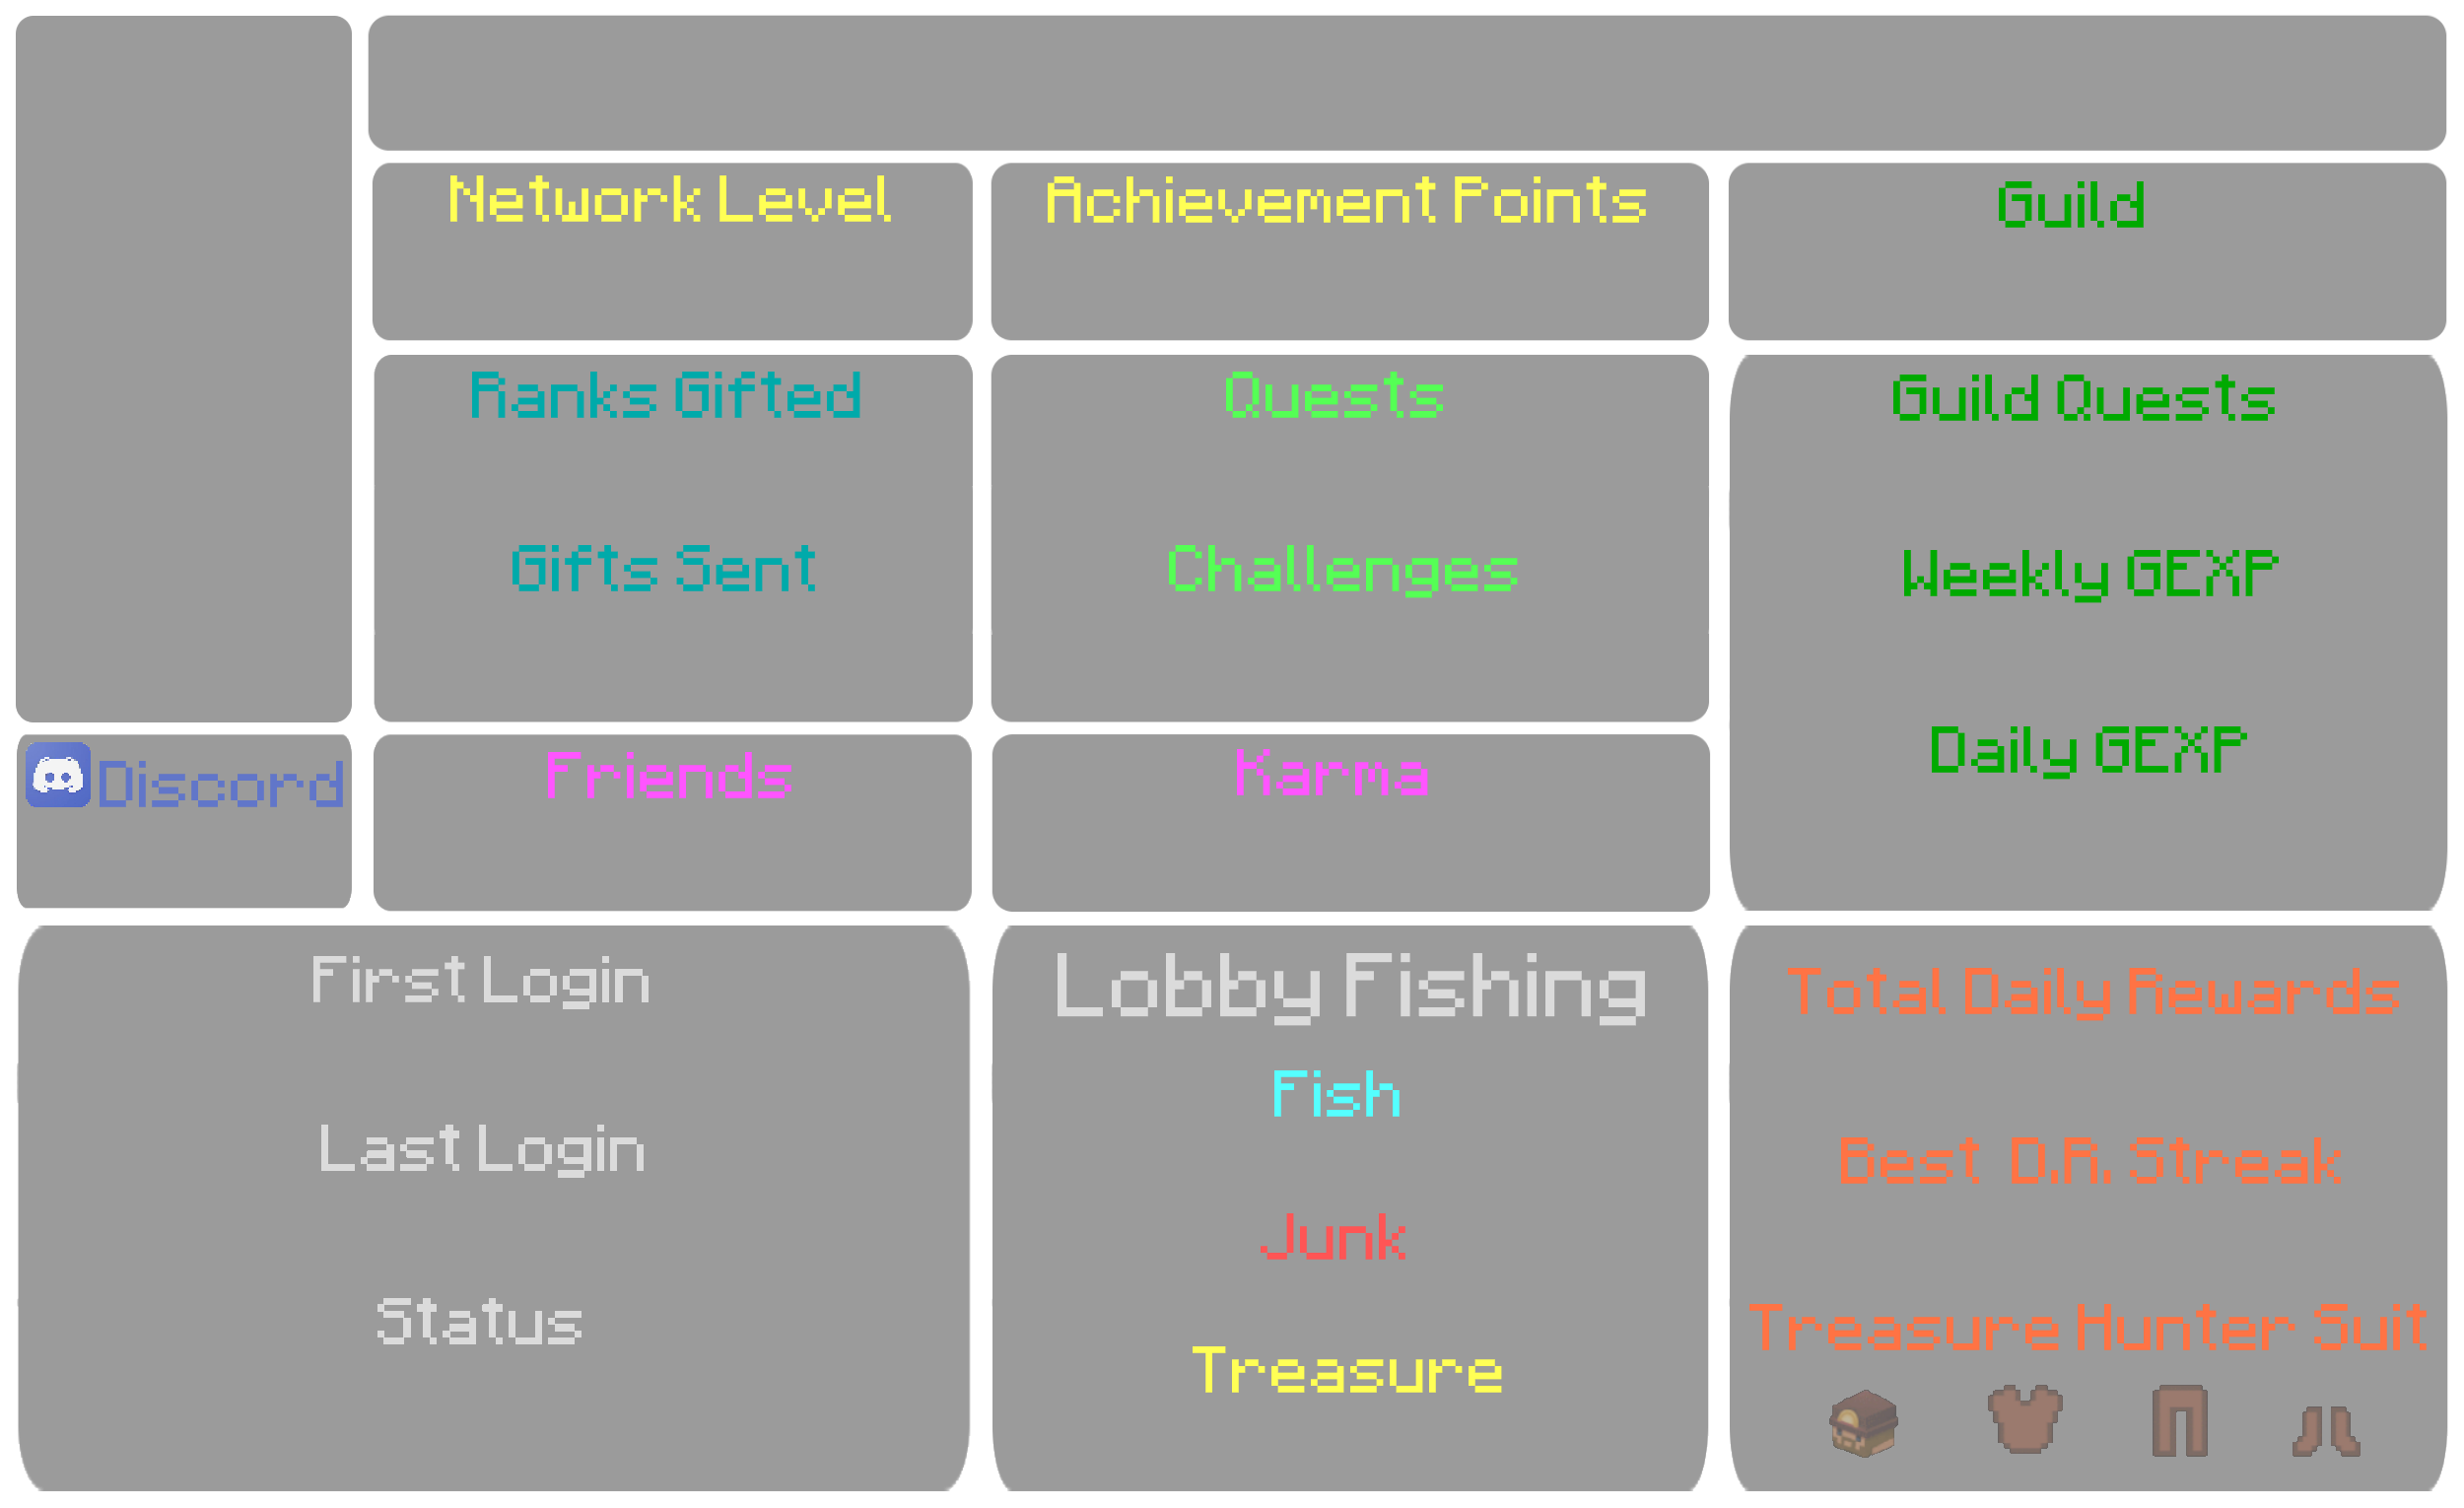 Network Level
Achievement Points
Guild
Ranks Gifted
Quests
Guild Quests
Gifts Sent
Challenges
Weekly GEXP
Discord
Friends
Karma
Daily GEXP
First Login
Lobby Fishing
Total Daily Rewards
Fish
Last Login
Best D.R. Streak
Junk
Status
Treasure
Treasure Hunter Suit